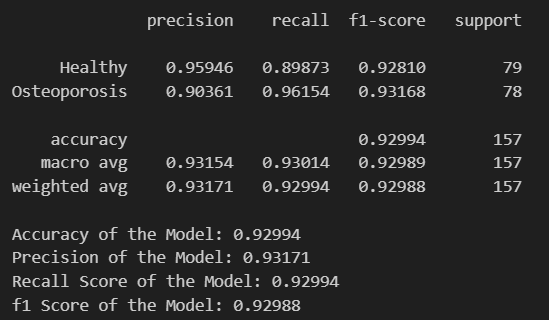 precision recall f1-score support
Healthy 0.95946 0.89873 0.92810 79
Osteoporosis 0.90361 0.96154 0.93168 78
accuracy 0.92994 157
macro avg 0.93154 0.93014 0.92989 157
weighted avg 0.93171 0.92994 0.92988 157
Accuracy of the Model: 0.92994
Precision of the Model: 0.93171
Recall Score of the Model: 0.92994
f1 Score of the Model: 0.92988